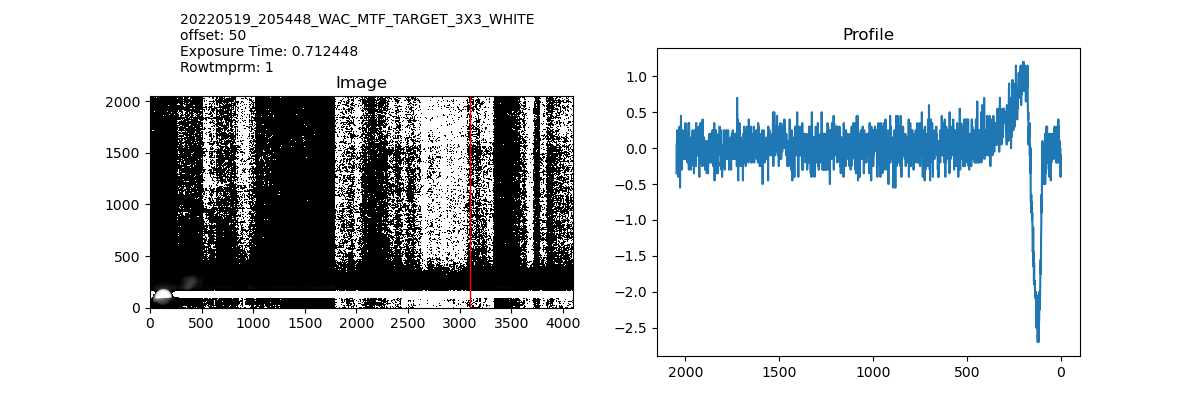 20220519_205448_WAC_MTF_TARGET_3X3_WHITE
offset: 50
Exposure Time: 0.712448
Rowtmprm: 1
Image
2000
1500
1000
500
0
0 500 1000 1500 2000 2500 3000 3500 4000
Profile
1.0
0.5
0.0
−0.5
−1.0
−1.5
−2.0
−2.5
2000 1500 1000 500 0